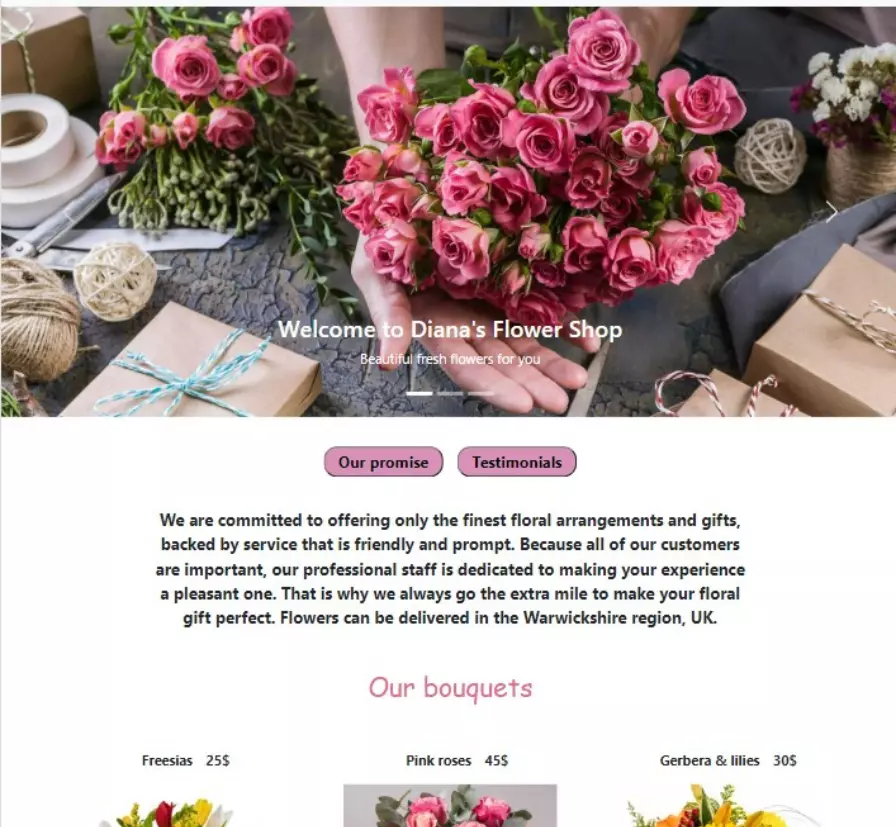 Welcome to Diana's Flower Shop
Beautiful fresh flowers for you
Our promise Testimonials
We are committed to offering only the finest floral arrangements and gifts,
backed by service that is friendly and prompt. Because all of our customers
are important, our professional staff is dedicated to making your experience
a pleasant one. That is why we always go the extra mile to make your floral
gift perfect. Flowers can be delivered in the Warwickshire region, UK.
Our bouquets
Freesias 25$ Pink roses 45$ Gerbera & lilies 30$